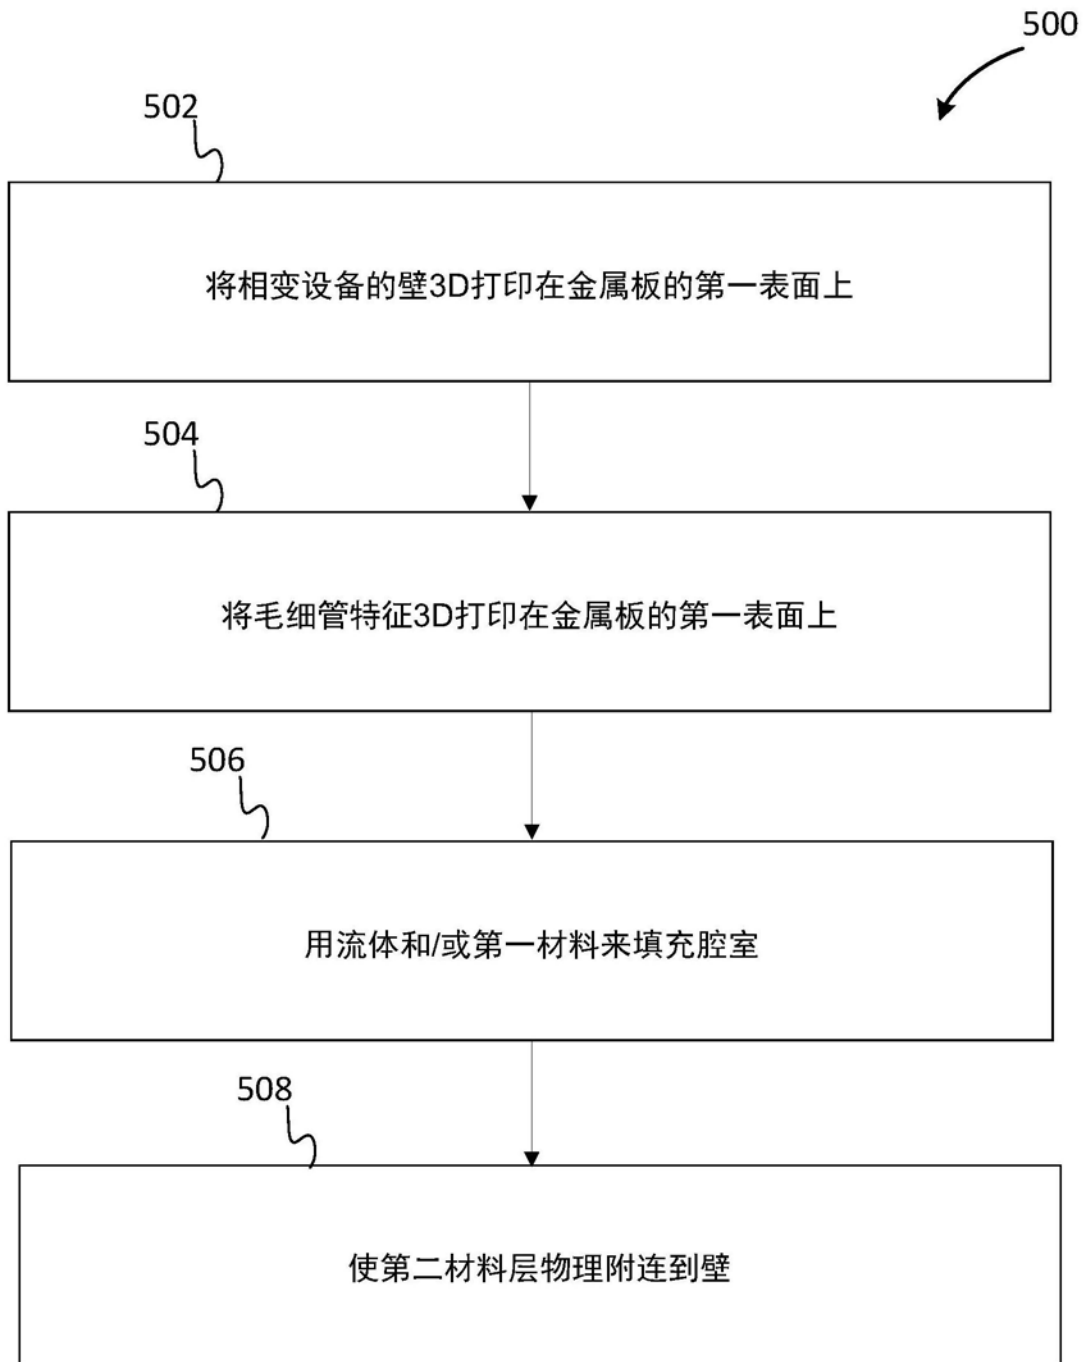 500
502
将相变设备的壁3D打印在金属板的第一表面上
504
将毛细管特征3D打印在金属板的第一表面上
506
用流体和/或第一材料来填充腔室
508
使第二材料层物理附连到壁